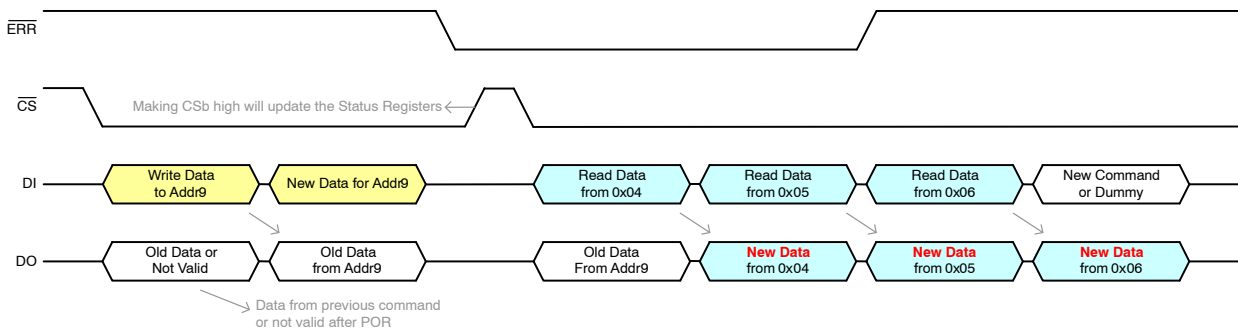 ERR
CS
Making CSb high will update the Status Registers
DI
Write Data
to Addr9
New Data for Addr9
Read Data
from 0x04
Read Data
from 0x05
Read Data
from 0x06
New Command
or Dummy
DO
Old Data or
Not Valid
Old Data
from Addr9
Old Data
From Addr9
New Data
from 0x04
New Data
from 0x05
New Data
from 0x06
Data from previous command
or not valid after POR